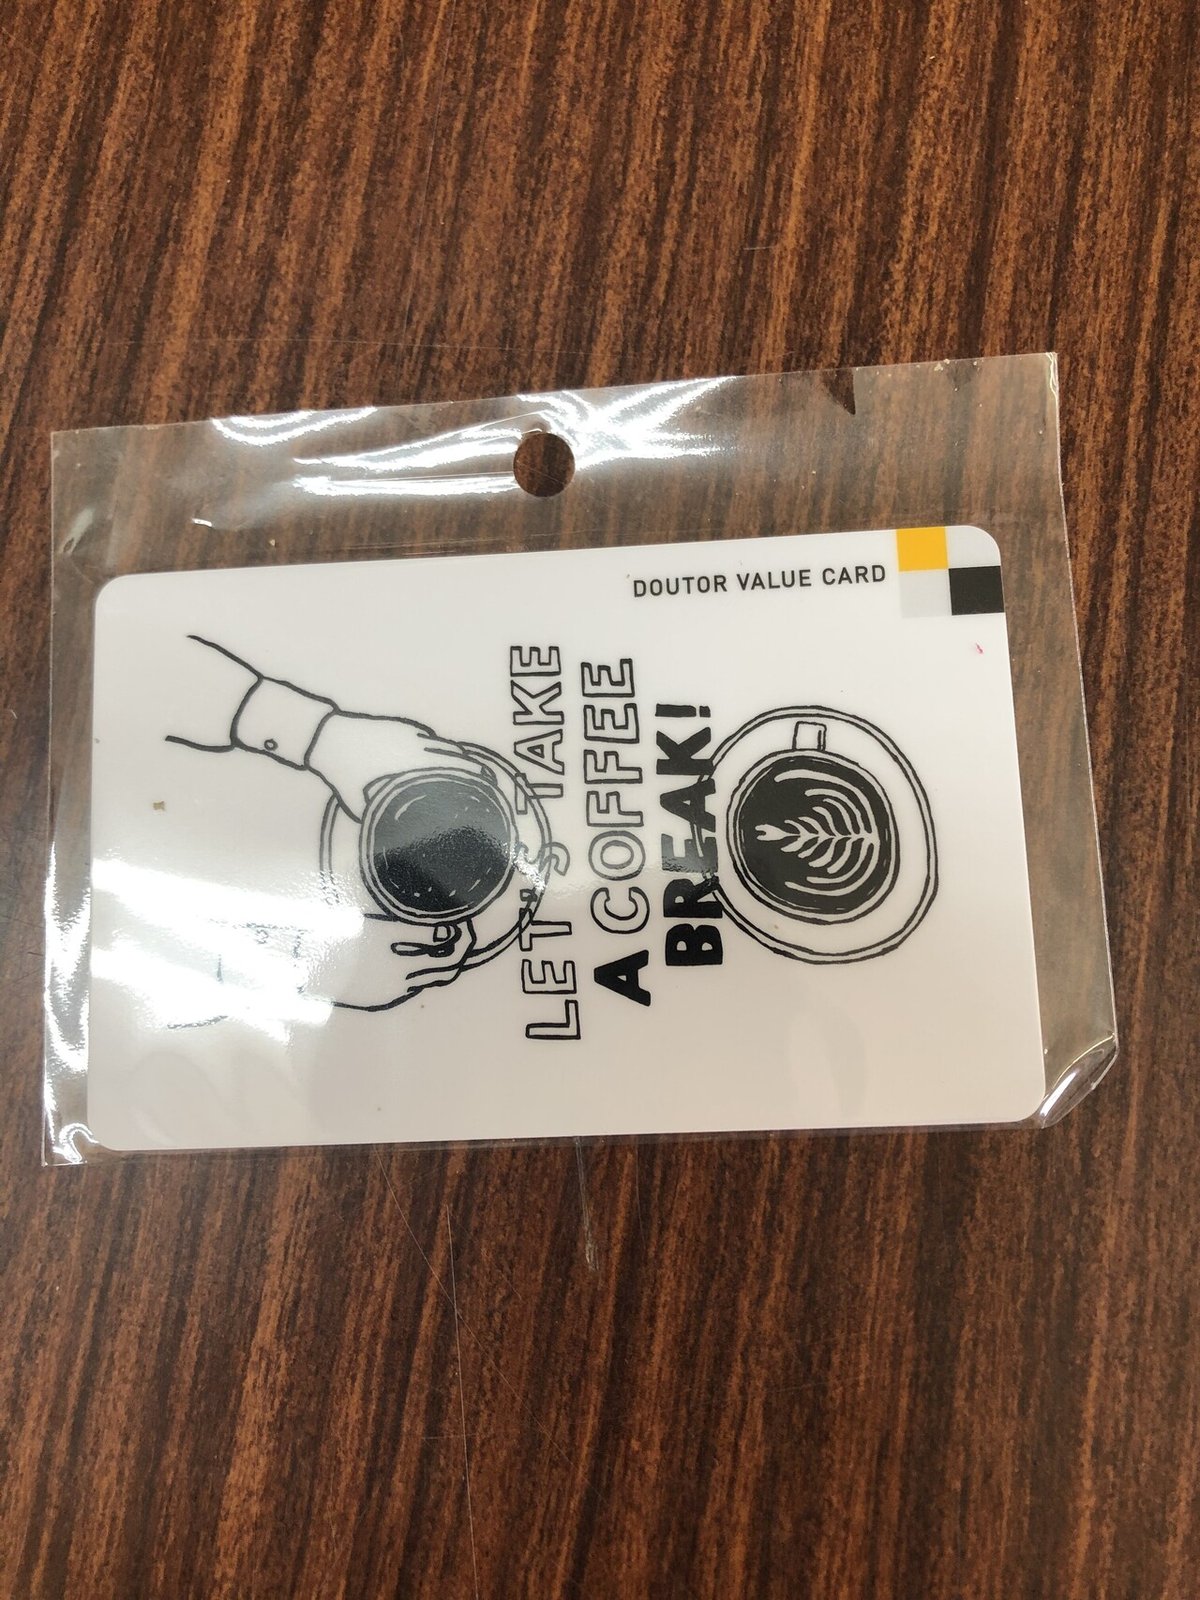 DOUTOR VALUE CARD
LET'S TAKE
A COFFEE
BREAK!